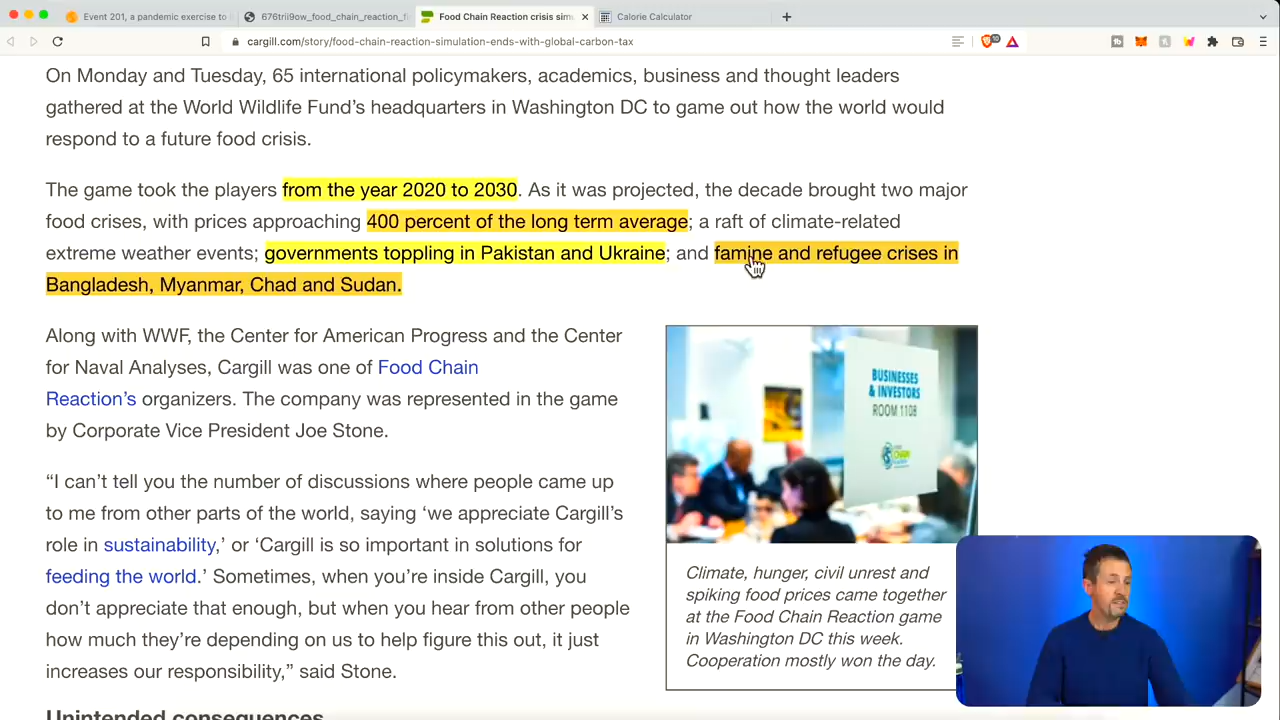 Event 201, a pandemic exercise to
676trii9ow_food_chain_reaction_fi
Food Chain Reaction crisis simu
Calorie Calculator
cargill.com/story/food-chain-reaction-simulation-ends-with-global-carbon-tax
On Monday and Tuesday, 65 international policymakers, academics, business and thought leaders
gathered at the World Wildlife Fund's headquarters in Washington DC to game out how the world would
respond to a future food crisis.
The game took the players from the year 2020 to 2030. As it was projected, the decade brought two major
food crises, with prices approaching 400 percent of the long term average; a raft of climate-related
extreme weather events; governments toppling in Pakistan and Ukraine; and famine and refugee crises in
Bangladesh, Myanmar, Chad and Sudan.
Along with WWF, the Center for American Progress and the Center
for Naval Analyses, Cargill was one of Food Chain
Reaction's organizers. The company was represented in the game
by Corporate Vice President Joe Stone.
“I can't tell you the number of discussions where people came up
to me from other parts of the world, saying ‘we appreciate Cargill's
role in sustainability,’ or ‘Cargill is so important in solutions for
feeding the world.’ Sometimes, when you're inside Cargill, you
don't appreciate that enough, but when you hear from other people
how much they're depending on us to help figure this out, it just
increases our responsibility,” said Stone.
Unintended consequences
BUSINESSES
& INVESTORS
ROOM 1108
Climate, hunger, civil unrest and
spiking food prices came together
at the Food Chain Reaction game
in Washington DC this week.
Cooperation mostly won the day.